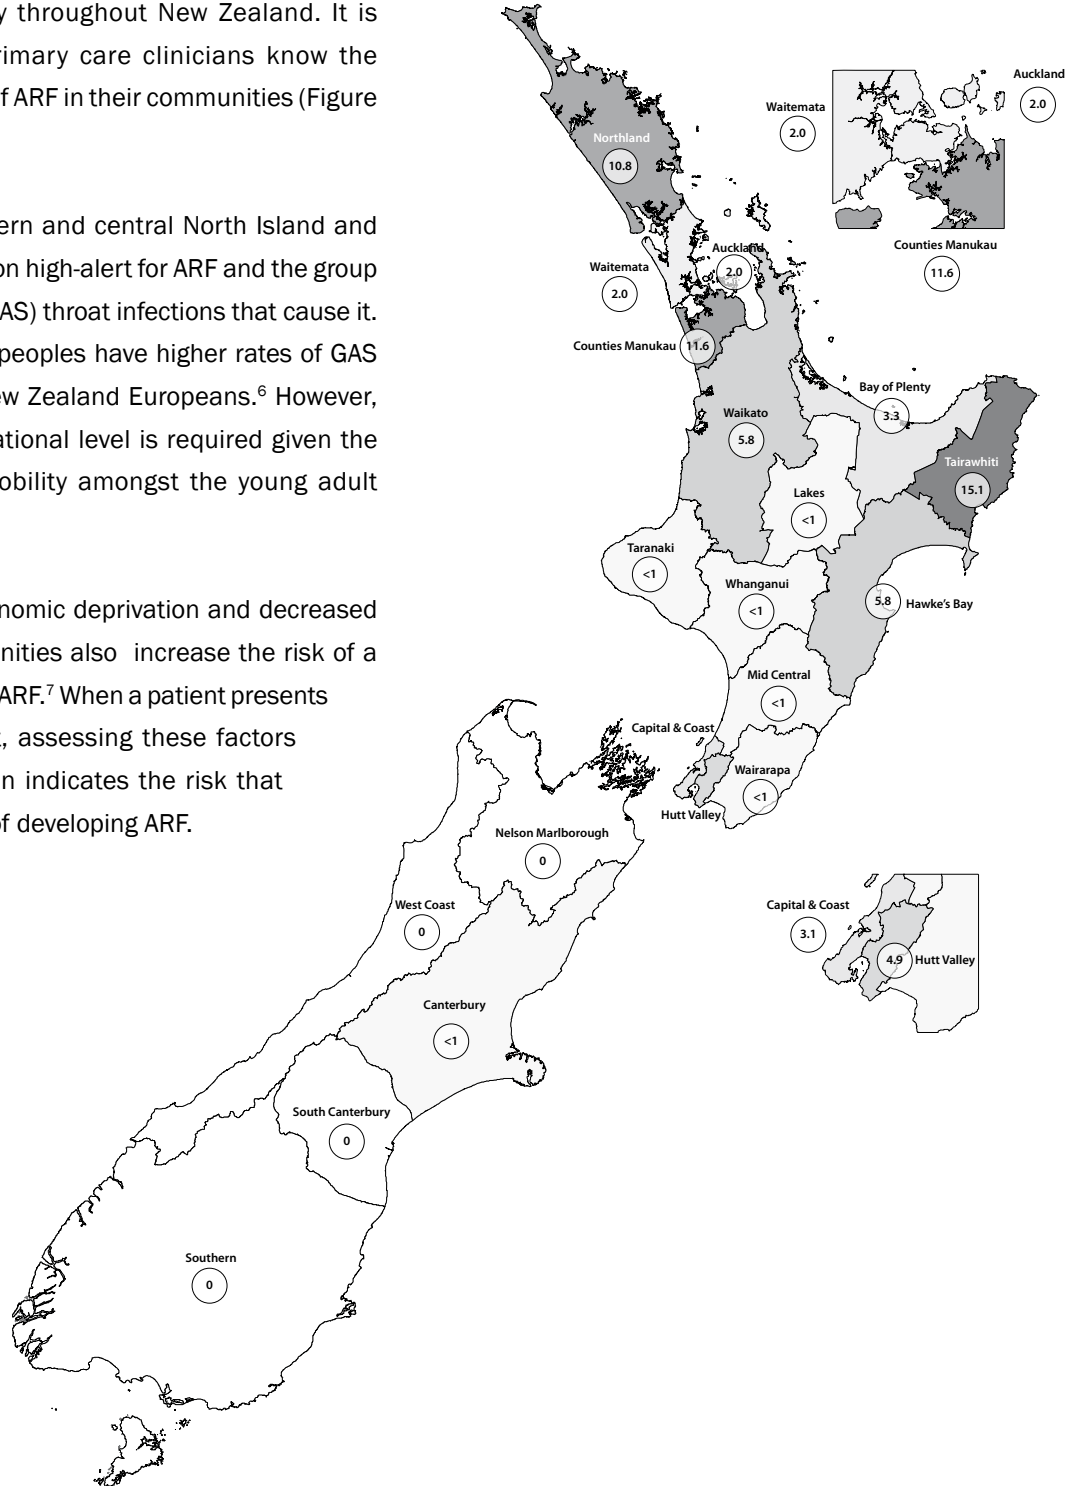 y throughout New Zealand. It is
rimary care clinicians know the
f ARF in their communities (Figure
ern and central North Island and
on high-alert for ARF and the group
AS) throat infections that cause it.
peoples have higher rates of GAS
ew Zealand Europeans.⁶ However,
ational level is required given the
obility amongst the young adult
nomic deprivation and decreased
nities also increase the risk of a
ARF.⁷ When a patient presents
, assessing these factors
n indicates the risk that
of developing ARF.
Northland
10.8
Waitemata
2.0
Auckland
2.0
Counties Manukau
11.6
Waitemata
2.0
Auckland
2.0
Counties Manukau
11.6
Waikato
5.8
Bay of Plenty
3.3
Tairawhiti
15.1
Lakes
<1
Taranaki
<1
Whanganui
<1
5.8
Hawke's Bay
Mid Central
<1
Capital & Coast
Wairarapa
<1
Hutt Valley
Nelson Marlborough
0
West Coast
0
Capital & Coast
3.1
4.9
Hutt Valley
Canterbury
<1
South Canterbury
0
Southern
0